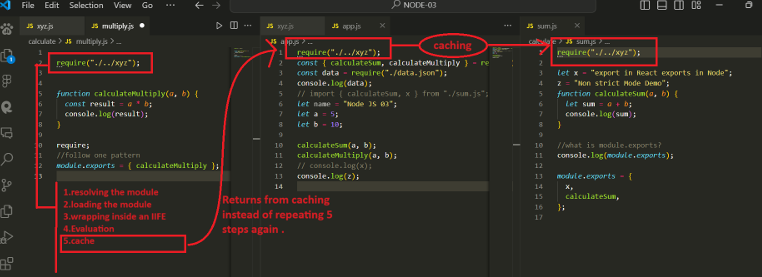 File Edit Selection View Go ... NODE-03
xyz.js multiply.js
calculate > multiply.js > ...
1
2 require("./../xyz");
3
4
5 function calculateMultiply(a, b) {
6 const result = a * b;
7 console.log(result);
8 }
9
10 require;
11 //follow one pattern
12 module.exports = { calculateMultiply };
13
1.resolving the module
2.loading the module
3.wrapping inside an IIFE
4.Evaluation
5.cache
xyz.js app.js
app.js > ...
1 require("./../xyz");
2 const { calculateSum, calculateMultiply } = re
3 const data = require("./data.json");
4 console.log(data);
5 // import { calculateSum, x } from "./sum.js";
6 let name = "Node JS 03";
7 let a = 5;
8 let b = 10;
9
10 calculateSum(a, b);
11 calculateMultiply(a, b);
12 // console.log(x);
13 console.log(z);
14
Returns from caching
instead of repeating 5
steps again .
caching
sum.js
calculate > sum.js > ...
1 require("./../xyz");
2
3 let x = "export in React exports in Node";
4 z = "Non strict Mode Demo";
5 function calculateSum(a, b) {
6 let sum = a + b;
7
8 console.log(sum);
9 }
10
11 //what is module.exports?
12 console.log(module.exports);
13
14 module.exports = {
15 x,
16 calculateSum,
17 };